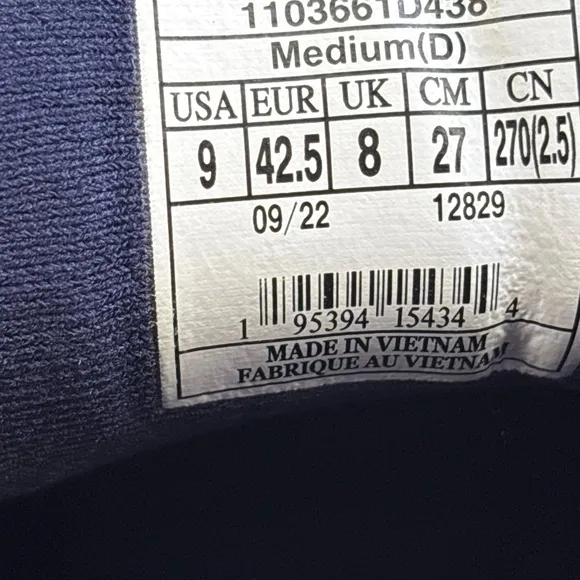 1103661D438
Medium(D)
USA EUR UK CM CN
9 42.5 8 27 270(2.5)
09/22 12829
1 95394 15434 4
MADE IN VIETNAM
FABRIQUE AU VIETNAM